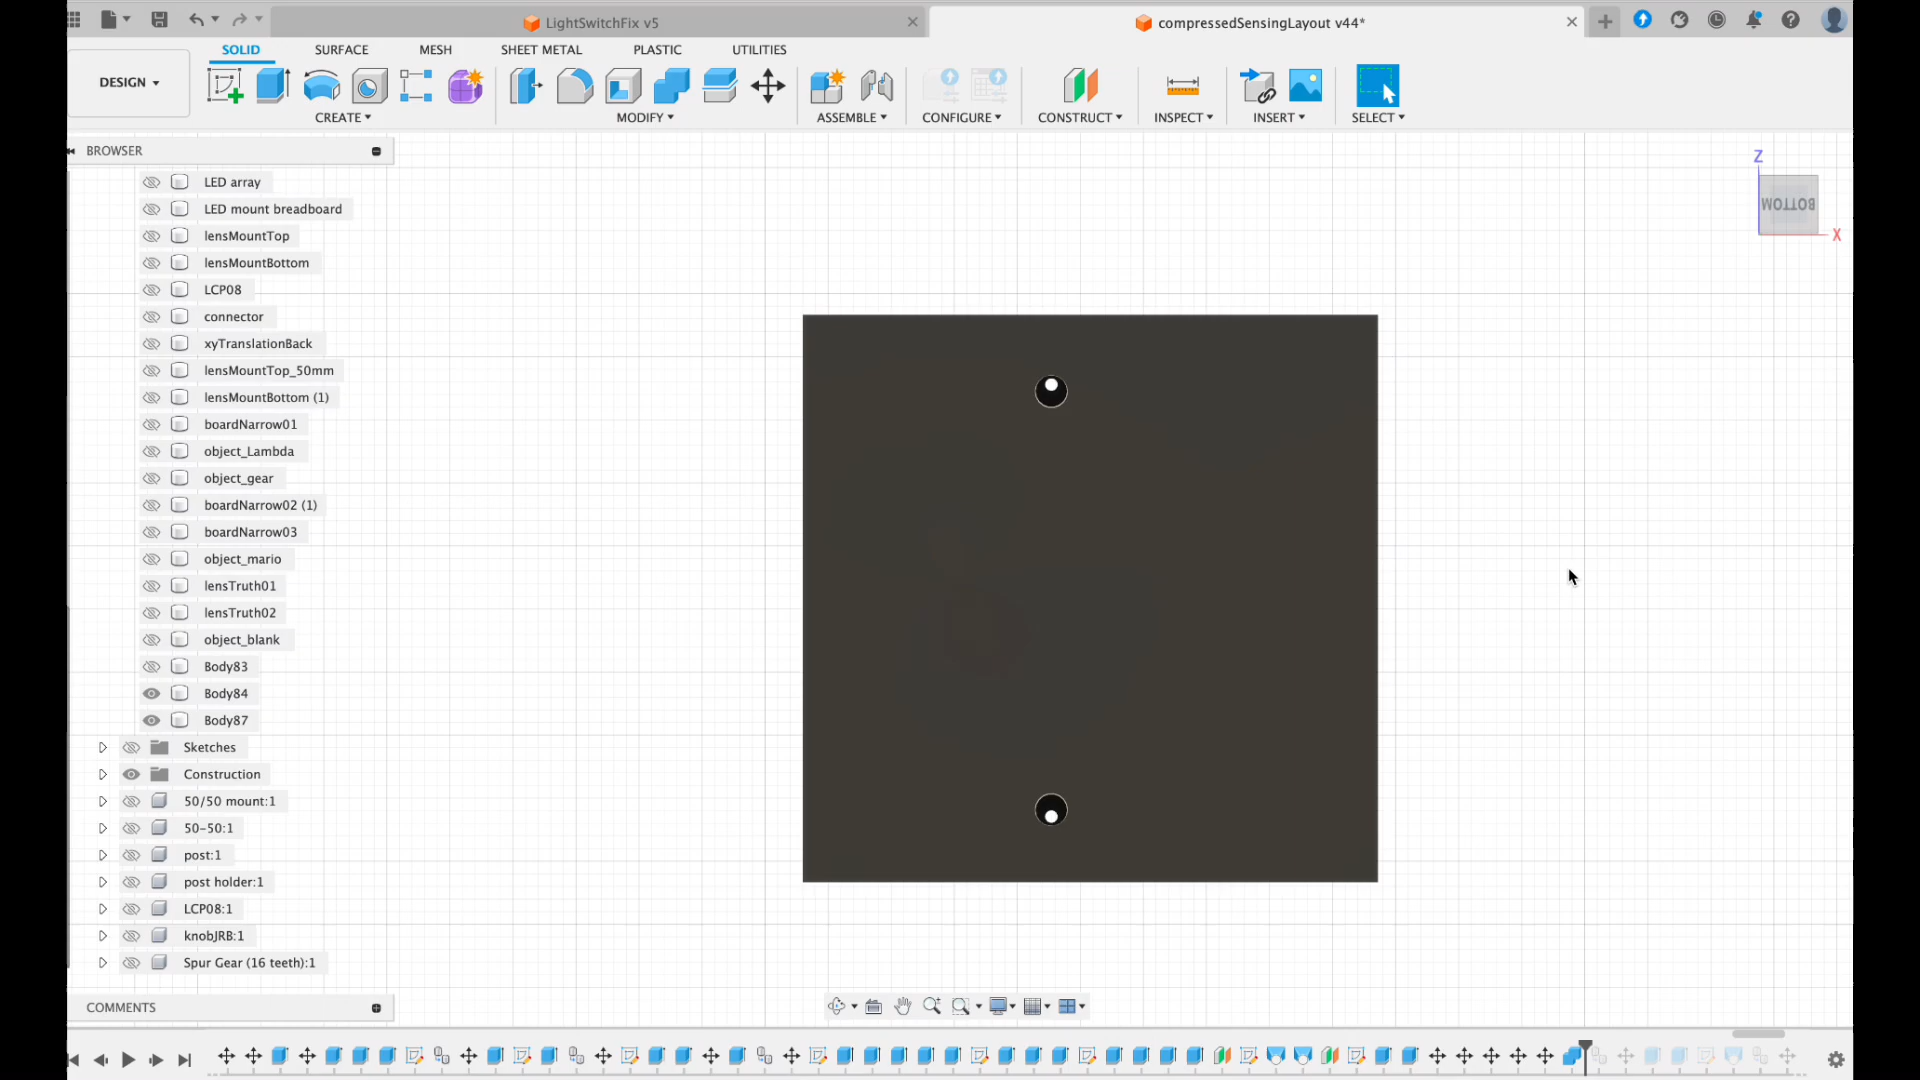 LightSwitchFix v5
compressedSensingLayout v44*
DESIGN
SOLID SURFACE MESH SHEET METAL PLASTIC UTILITIES
CREATE MODIFY ASSEMBLE CONFIGURE CONSTRUCT INSPECT INSERT SELECT
BROWSER
LED array
LED mount breadboard
lensMountTop
lensMountBottom
LCP08
connector
xyTranslationBack
lensMountTop_50mm
lensMountBottom (1)
boardNarrow01
object_Lambda
object_gear
boardNarrow02 (1)
boardNarrow03
object_mario
lensTruth01
lensTruth02
object_blank
Body83
Body84
Body87
Sketches
Construction
50/50 mount:1
50-50:1
post:1
post holder:1
LCP08:1
knobJRB:1
Spur Gear (16 teeth):1
COMMENTS
Z
BOTTOM
X